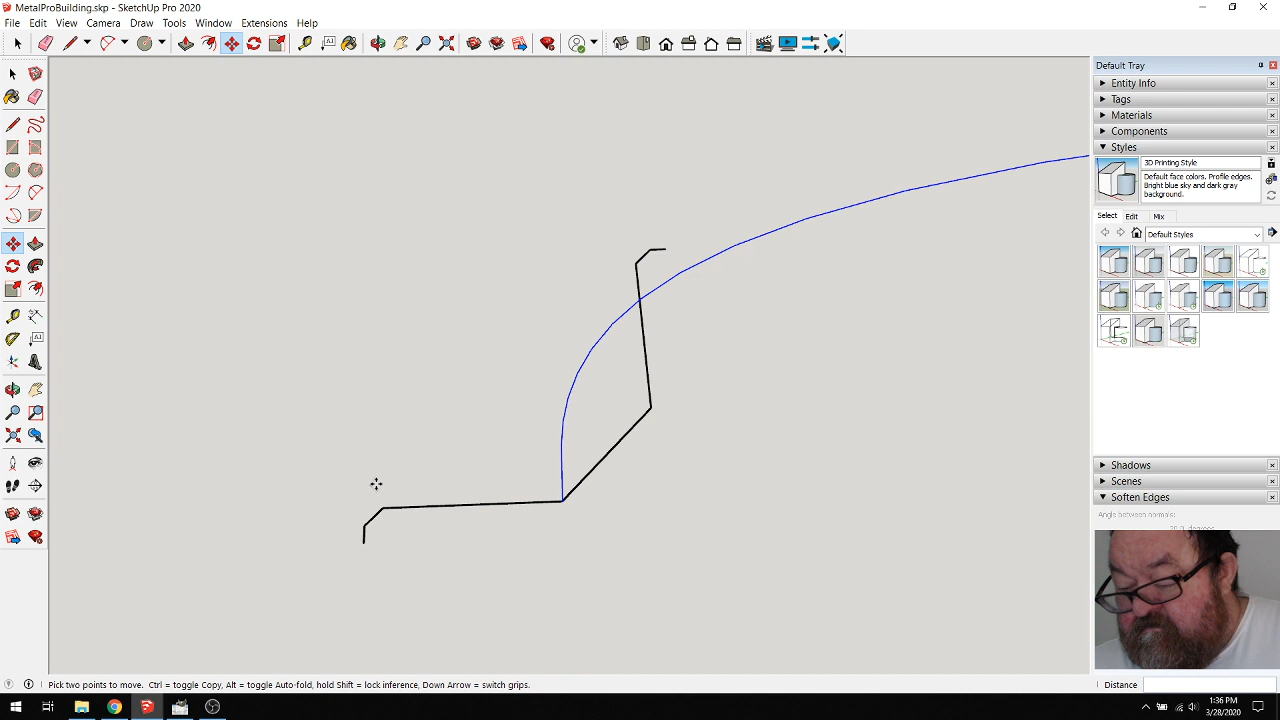 MetalProBuilding.skp - SketchUp Pro 2020
File Edit View Camera Draw Tools Window Extensions Help
Default Tray
Entity Info
Tags
Materials
Components
Styles
3D Printing Style
Default face colors. Profile edges.
Bright blue sky and dark gray
background.
Select Edit Mix
Default Styles
Shadows
Scenes
Soften Edges
Angle between normals:
Pick two points to move. Ctrl = toggle Copy, Alt = toggle Auto-fold, hold Shift = lock inference, Down Arrow = switch grips.
Distance
1:36 PM
3/28/2020